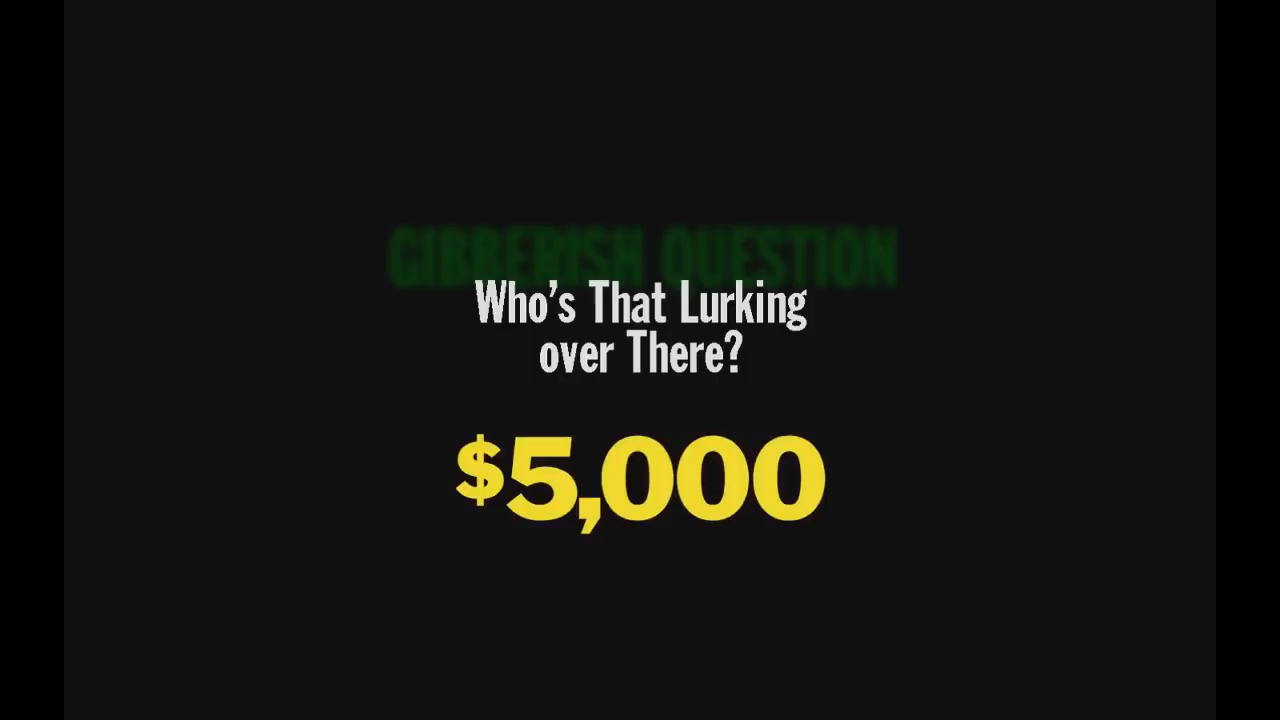 GIBBERISH QUESTION
Who's That Lurking
over There?
$5,000